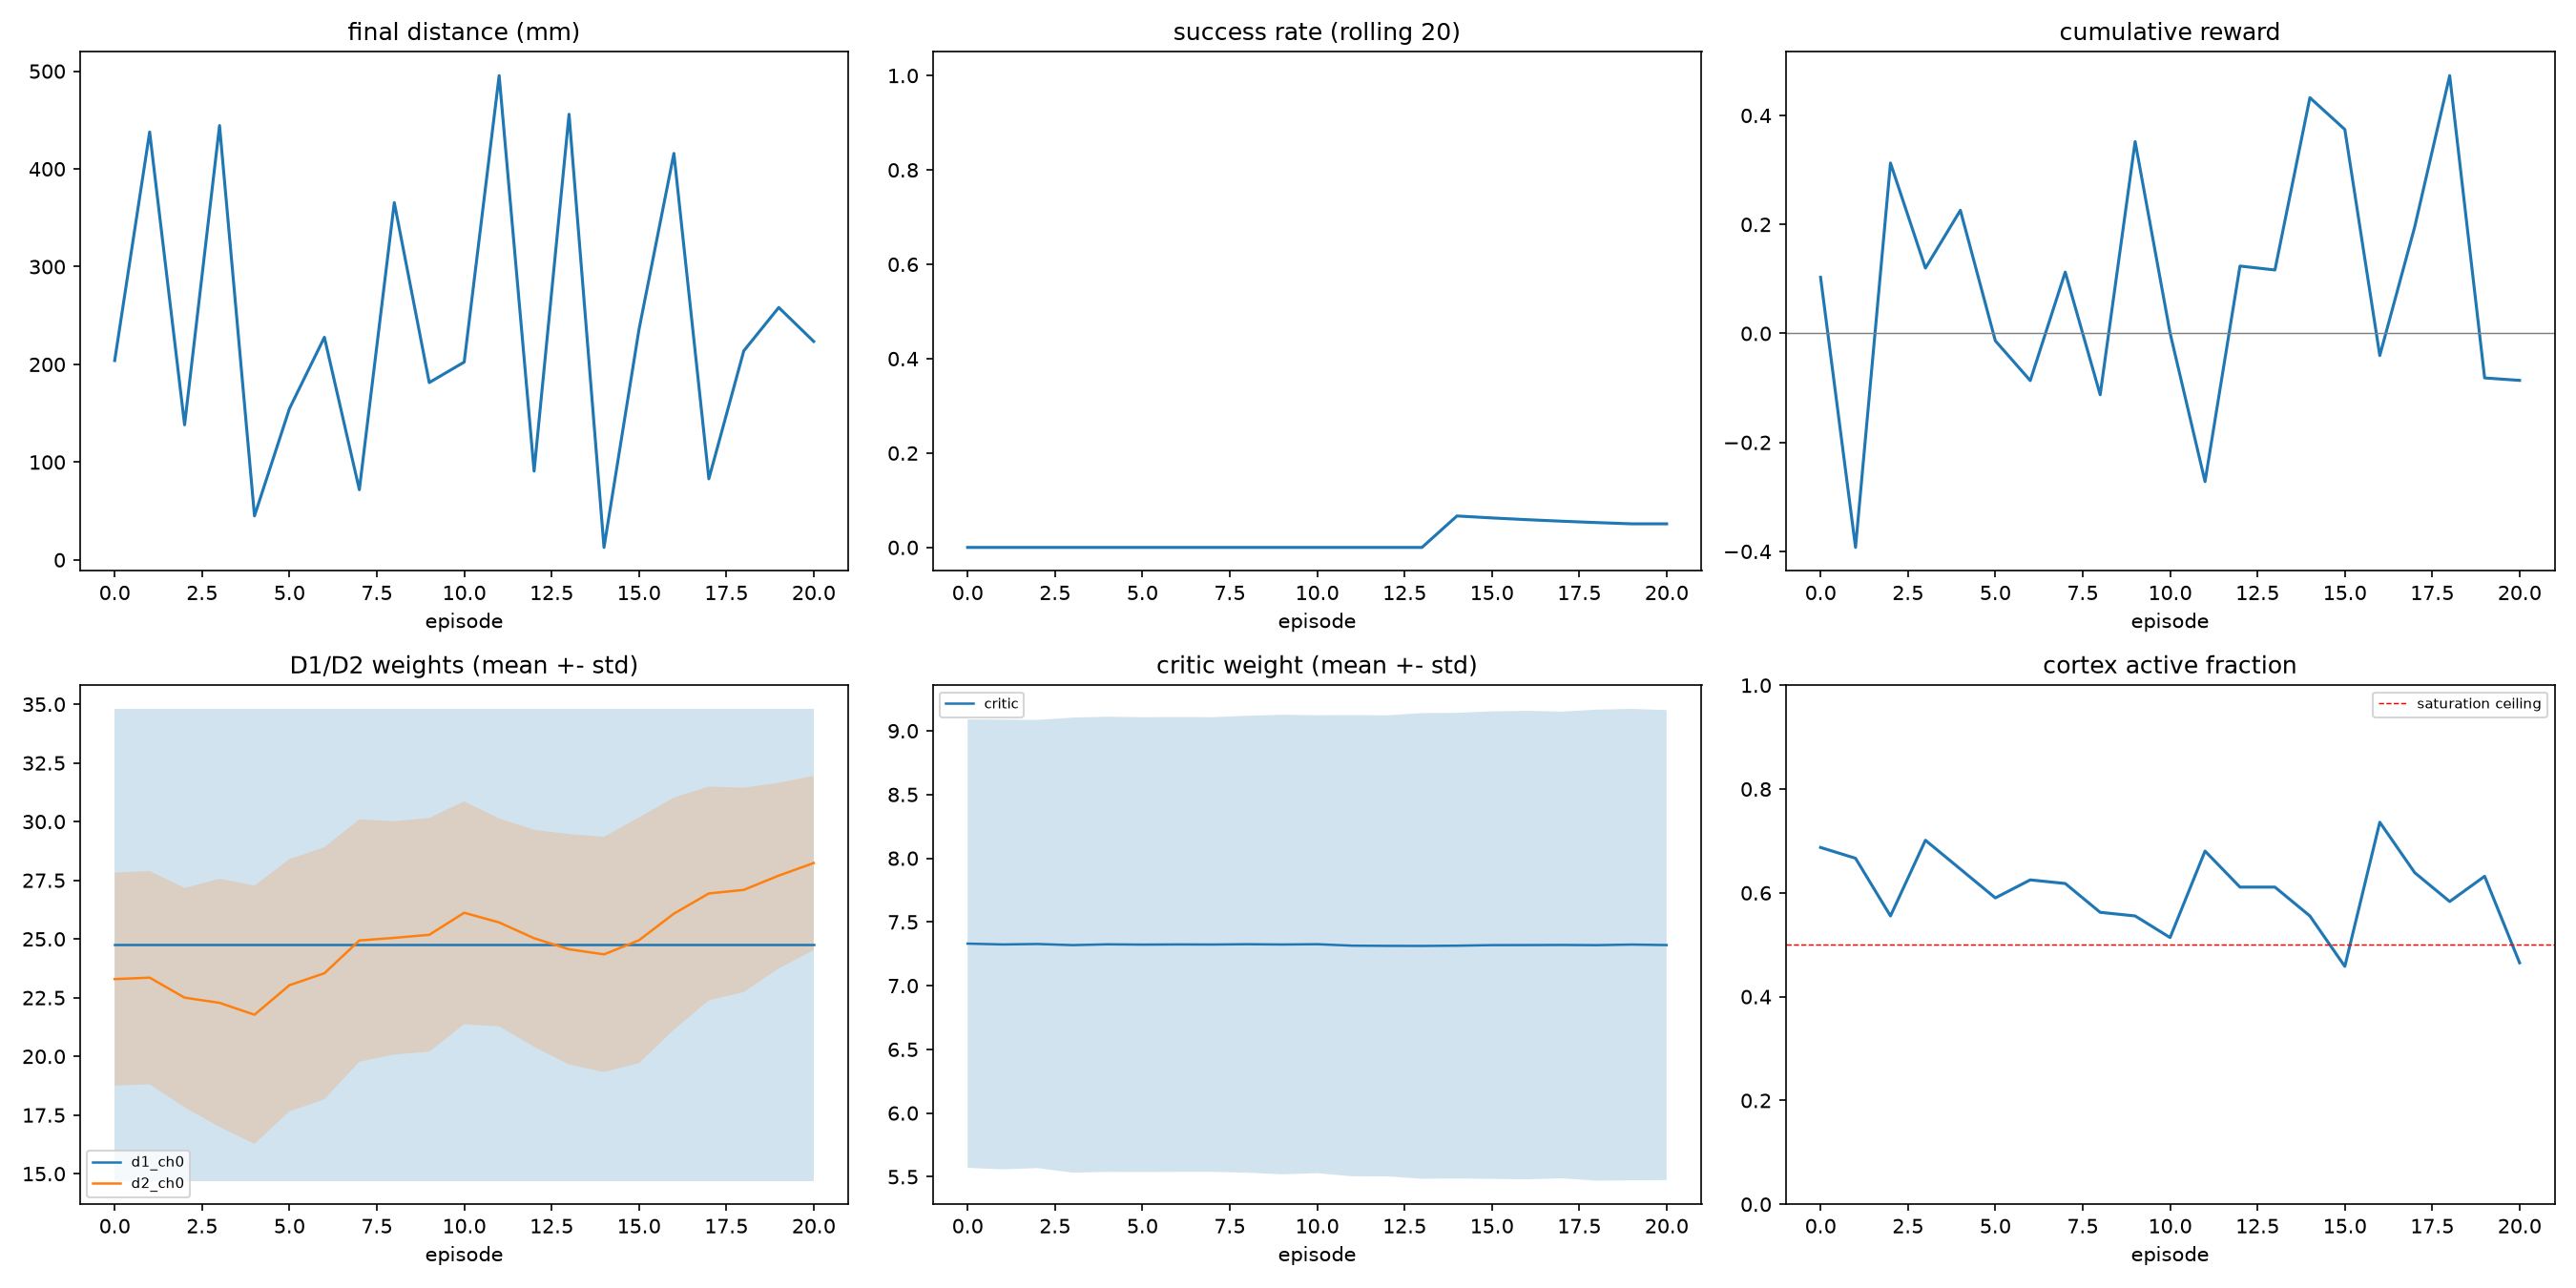 final distance (mm)
500
400
300
200
100
0
0.0 2.5 5.0 7.5 10.0 12.5 15.0 17.5 20.0
episode
success rate (rolling 20)
1.0
0.8
0.6
0.4
0.2
0.0
0.0 2.5 5.0 7.5 10.0 12.5 15.0 17.5 20.0
episode
cumulative reward
0.4
0.2
0.0
−0.2
−0.4
0.0 2.5 5.0 7.5 10.0 12.5 15.0 17.5 20.0
episode
D1/D2 weights (mean +- std)
35.0
32.5
30.0
27.5
25.0
22.5
20.0
17.5
15.0
d1_ch0
d2_ch0
0.0 2.5 5.0 7.5 10.0 12.5 15.0 17.5 20.0
episode
critic weight (mean +- std)
critic
9.0
8.5
8.0
7.5
7.0
6.5
6.0
5.5
0.0 2.5 5.0 7.5 10.0 12.5 15.0 17.5 20.0
episode
cortex active fraction
saturation ceiling
1.0
0.8
0.6
0.4
0.2
0.0
0.0 2.5 5.0 7.5 10.0 12.5 15.0 17.5 20.0
episode